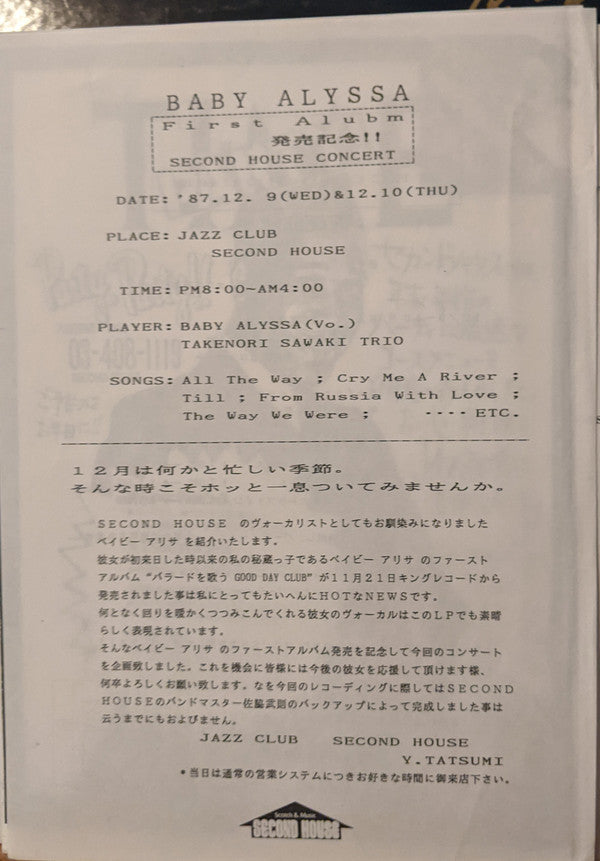 BABY ALYSSA
First Alubm
発売記念!!
SECOND HOUSE CONCERT
DATE: '87.12. 9(WED)&12.10(THU)
PLACE: JAZZ CLUB
SECOND HOUSE
TIME: PM8:00~AM4:00
PLAYER: BABY ALYSSA(Vo.)
TAKENORI SAWAKI TRIO
SONGS: All The Way ; Cry Me A River ;
Till ; From Russia With Love ;
The Way We Were ; ････ ETC.
12月は何かと忙しい季節。
そんな時こそホッと一息ついてみませんか。
SECOND HOUSE のヴォーカリストとしてもお馴染みになりました
ベイビー アリサ を紹介いたします。
彼女が初来日した時以来の私の秘蔵っ子であるベイビー アリサ のファースト
アルバム “バラードを歌う GOOD DAY CLUB” が11月21日キングレコードから
発売されました事は私にとってもたいへんにHOTなNEWSです。
何となく回りを暖かくつつみこんでくれる彼女のヴォーカルはこのLPでも素晴
らしく表現されています。
そんなベイビー アリサ のファーストアルバム発売を記念して今回のコンサート
を企画致しました。これを機会に皆様には今後の彼女を応援して頂けます様、
何卒よろしくお願い致します。なを今回のレコーディングに際してはSECOND
HOUSEのバンドマスター佐脇武則のバックアップによって完成しました事は
云うまでにもおよびません。
JAZZ CLUB SECOND HOUSE
Y.TATSUMI
*当日は通常の営業システムにつきお好きな時間に御来店下さい。
Scotch & Music
SECOND HOUSE